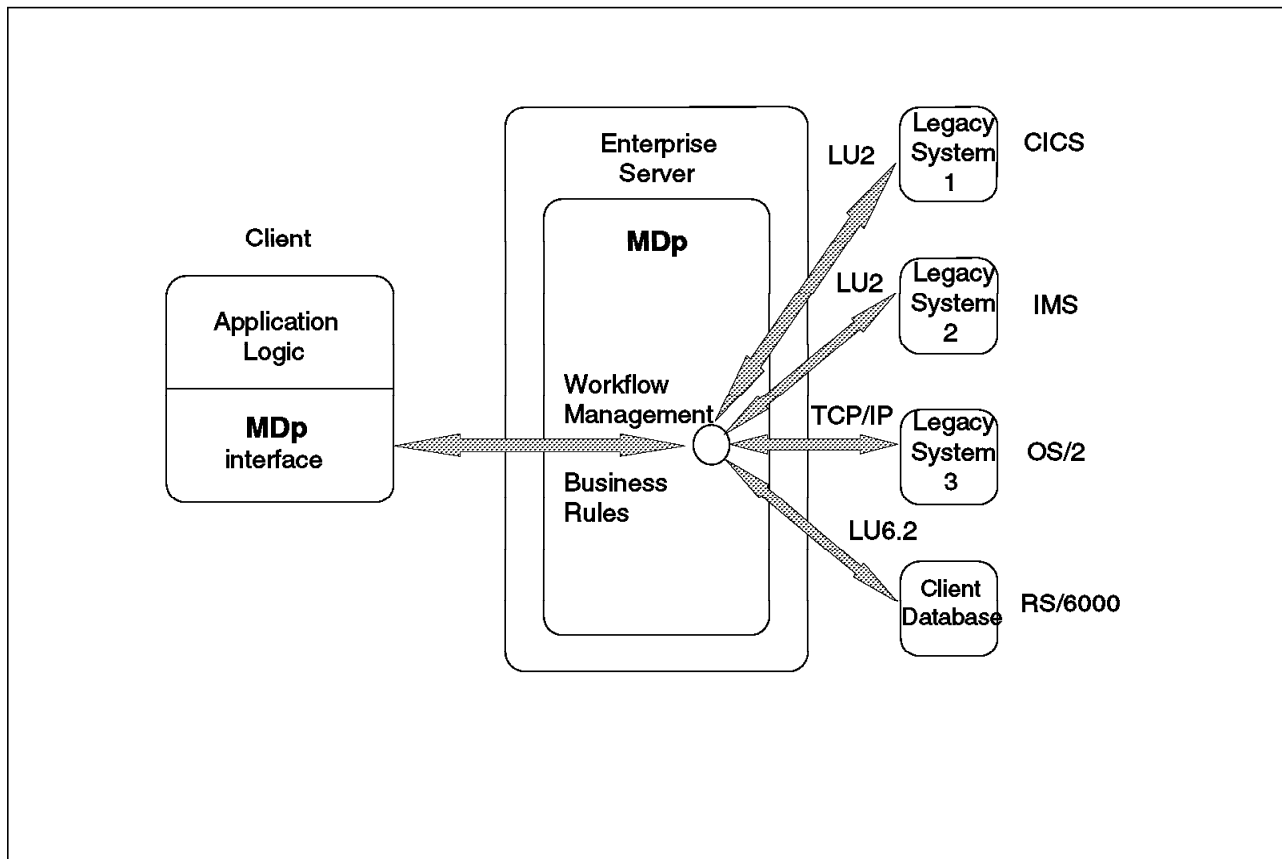 Client
Application
Logic
MDp
interface
Enterprise
Server
MDp
Workflow
Management
Business
Rules
LU2
LU2
TCP/IP
LU6.2
Legacy
System
1
CICS
Legacy
System
2
IMS
Legacy
System
3
OS/2
Client
Database
RS/6000